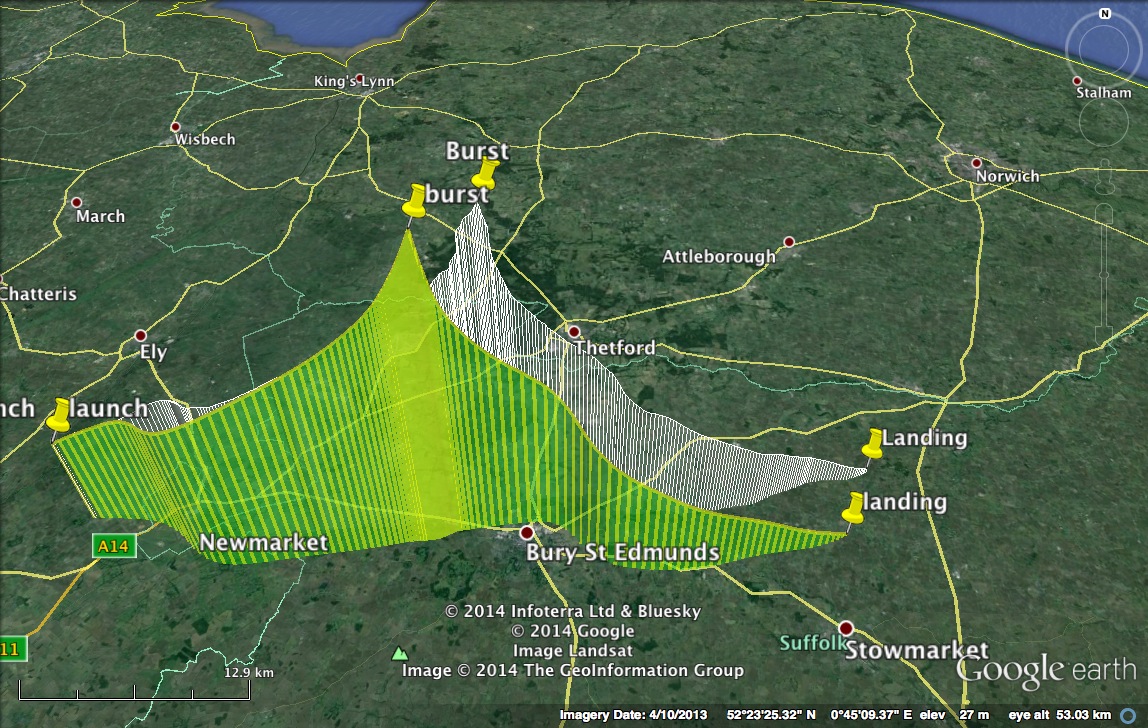 N
King's Lynn
Stalham
Wisbech
Burst
Norwich
burst
March
Attleborough
Chatteris
Thetford
Ely
nch
launch
Landing
landing
A14
Newmarket
Bury St Edmunds
© 2014 Infoterra Ltd & Bluesky
© 2014 Google
Image Landsat
Image © 2014 The GeoInformation Group
Suffolk
Stowmarket
11
12.9 km
Google earth
Imagery Date: 4/10/2013 52°23'25.32" N 0°45'09.37" E elev 27 m eye alt 53.03 km